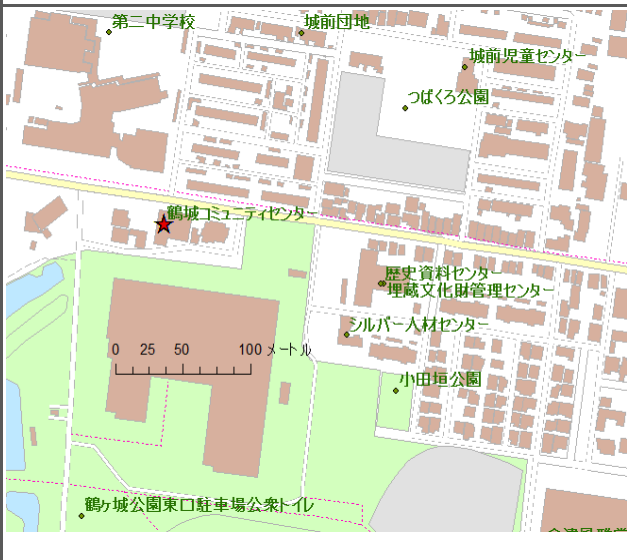 第二中学校
城前団地
城前児童センター
つばくろ公園
鶴城コミュニティセンター
歴史資料センター
埋蔵文化財管理センター
シルバー人材センター
0 25 50 100 メートル
小田垣公園
鶴ヶ城公園東口駐車場公衆トイレ